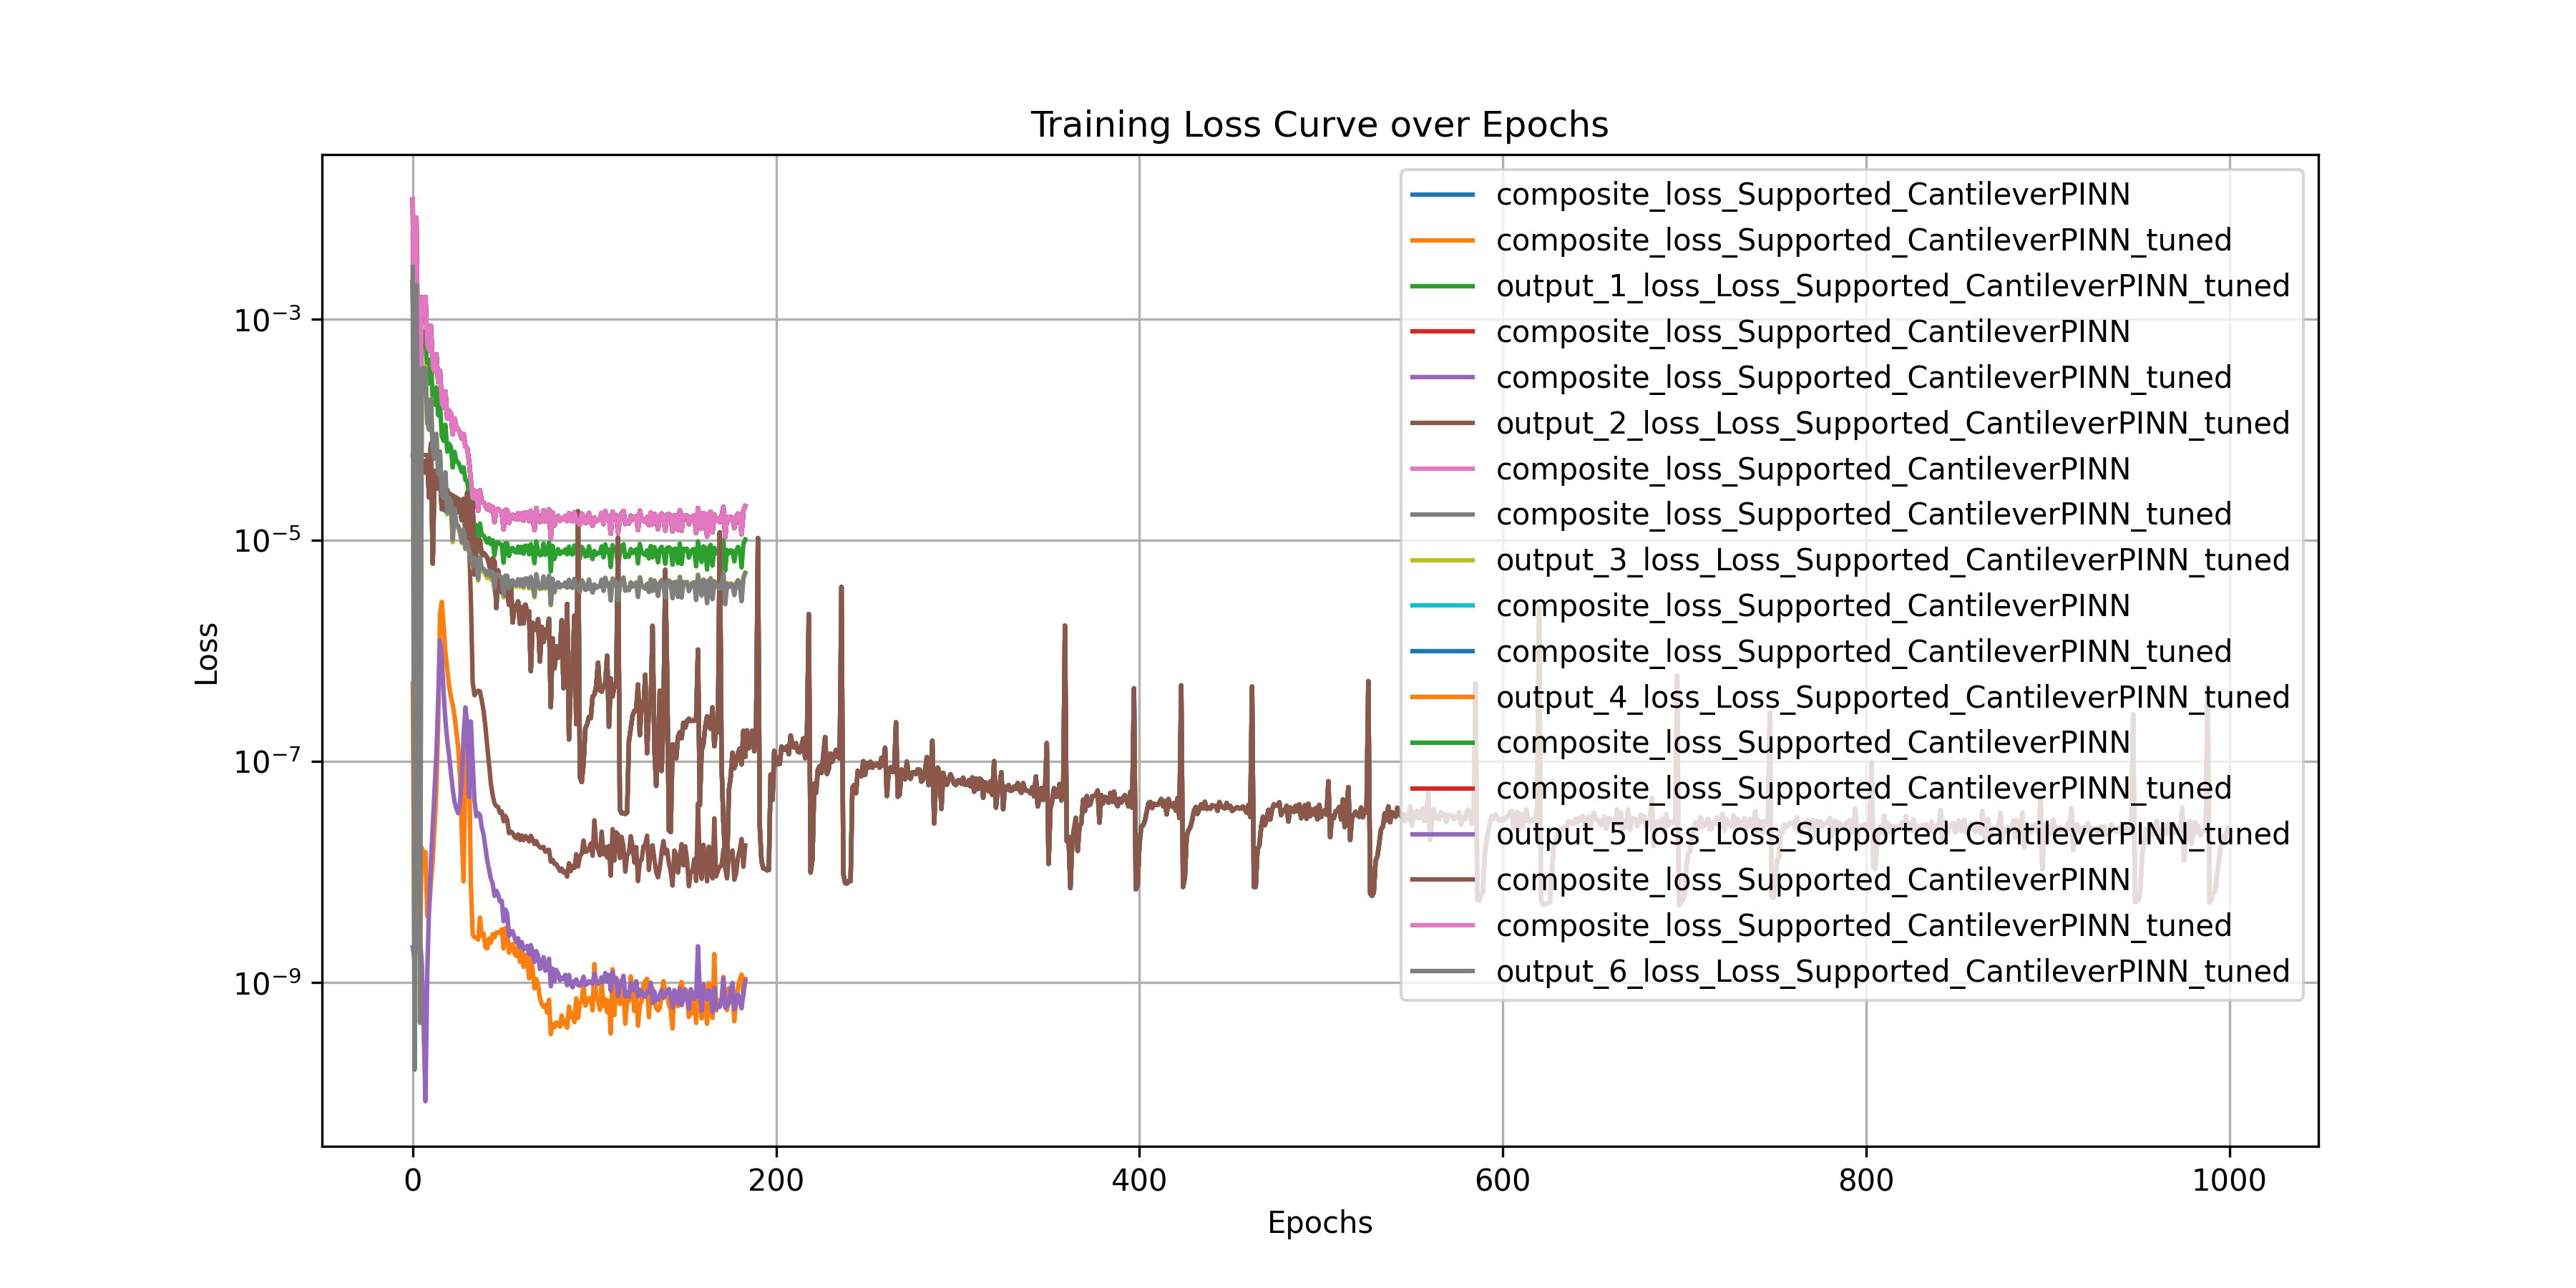 Training Loss Curve over Epochs
composite_loss_Supported_CantileverPINN
composite_loss_Supported_CantileverPINN_tuned
output_1_loss_Loss_Supported_CantileverPINN_tuned
composite_loss_Supported_CantileverPINN
composite_loss_Supported_CantileverPINN_tuned
output_2_loss_Loss_Supported_CantileverPINN_tuned
composite_loss_Supported_CantileverPINN
composite_loss_Supported_CantileverPINN_tuned
output_3_loss_Loss_Supported_CantileverPINN_tuned
composite_loss_Supported_CantileverPINN
composite_loss_Supported_CantileverPINN_tuned
output_4_loss_Loss_Supported_CantileverPINN_tuned
composite_loss_Supported_CantileverPINN
composite_loss_Supported_CantileverPINN_tuned
output_5_loss_Loss_Supported_CantileverPINN_tuned
composite_loss_Supported_CantileverPINN
composite_loss_Supported_CantileverPINN_tuned
output_6_loss_Loss_Supported_CantileverPINN_tuned
Loss
10⁻³
10⁻⁵
10⁻⁷
10⁻⁹
0 200 400 600 800 1000
Epochs